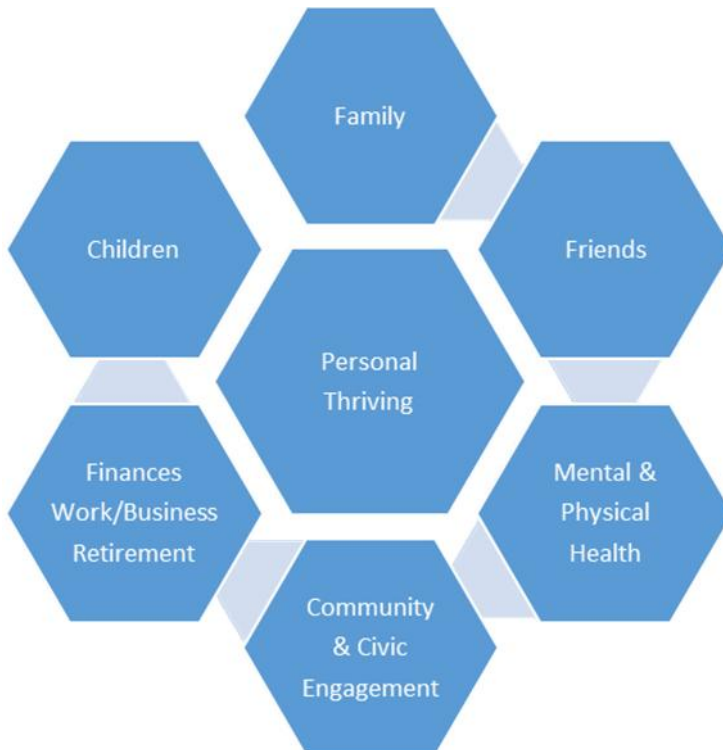 Family
Children
Friends
Personal
Thriving
Finances
Work/Business
Retirement
Mental &
Physical
Health
Community
& Civic
Engagement